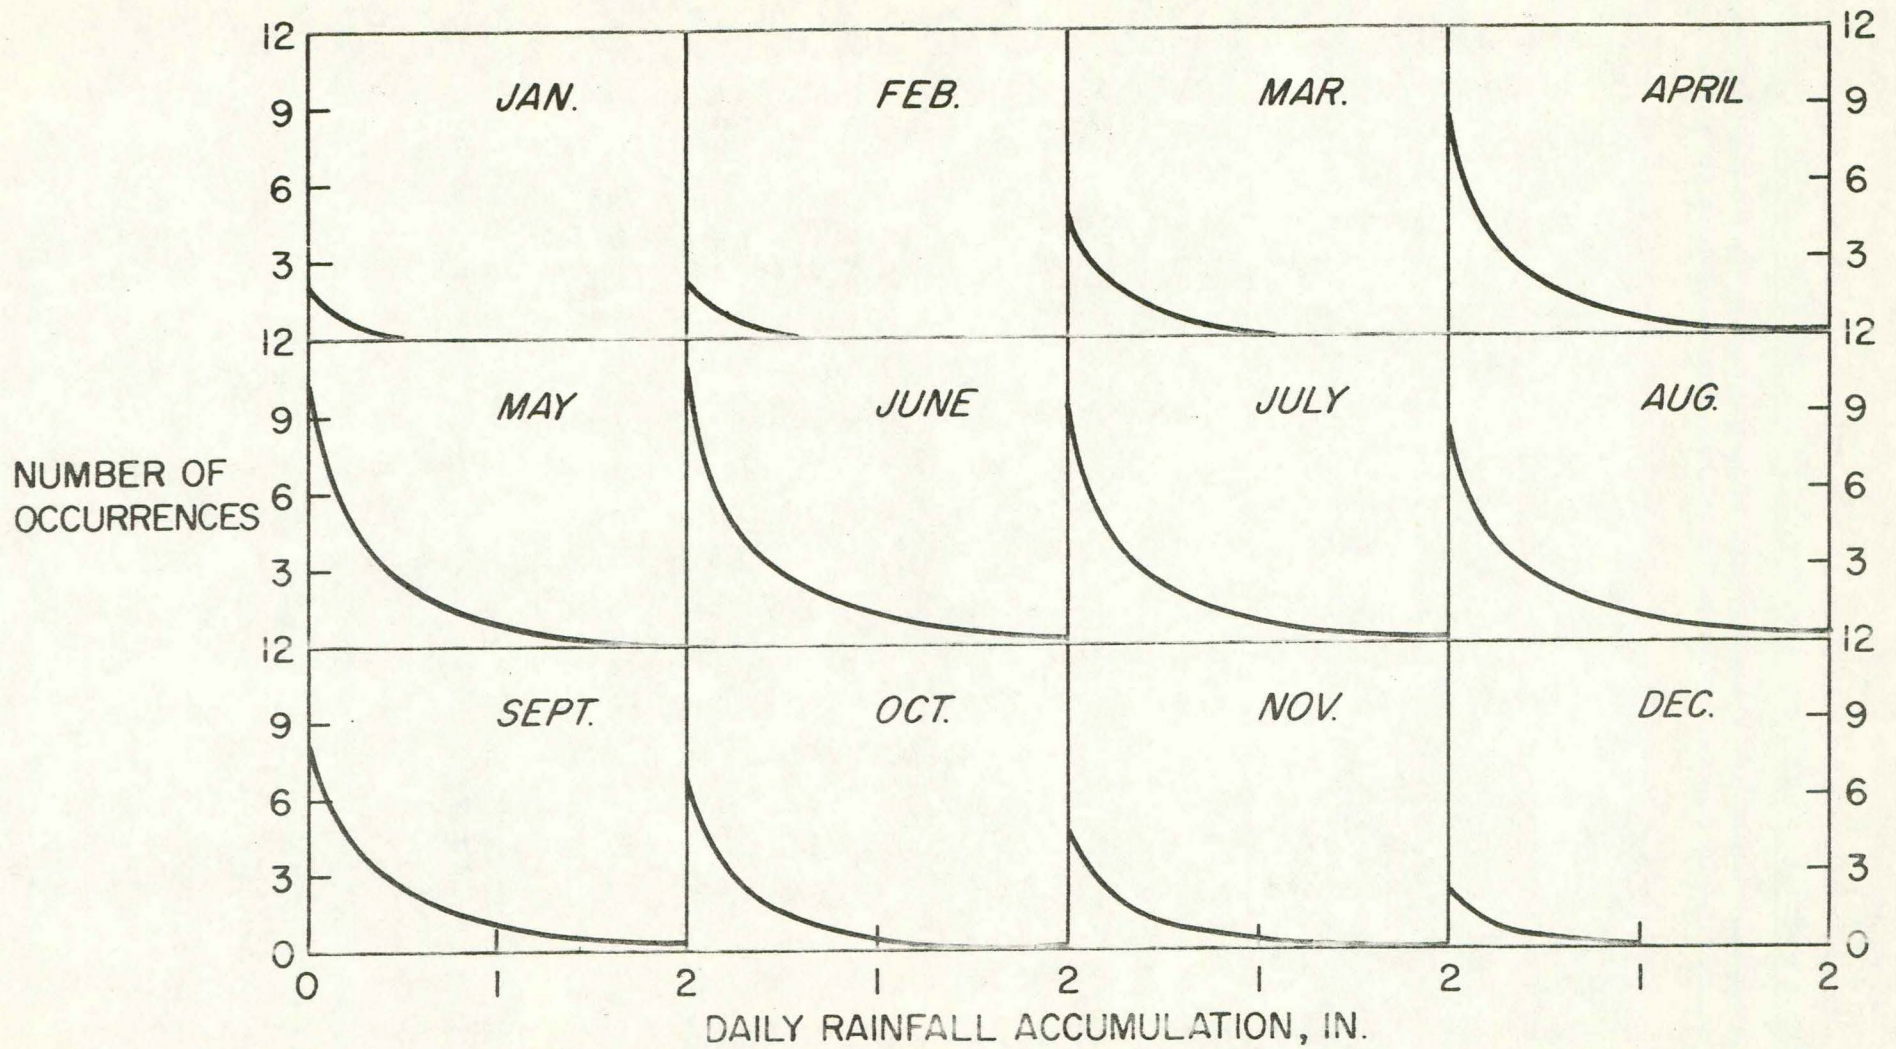 12 12
JAN. FEB. MAR. APRIL
9 9
6 6
3 3
12 12
MAY JUNE JULY AUG.
9 9
NUMBER OF
OCCURRENCES
6 6
3 3
12 12
SEPT. OCT. NOV. DEC.
9 9
6 6
3 3
0 0
0 1 2 1 2 1 2 1 2
DAILY RAINFALL ACCUMULATION, IN.